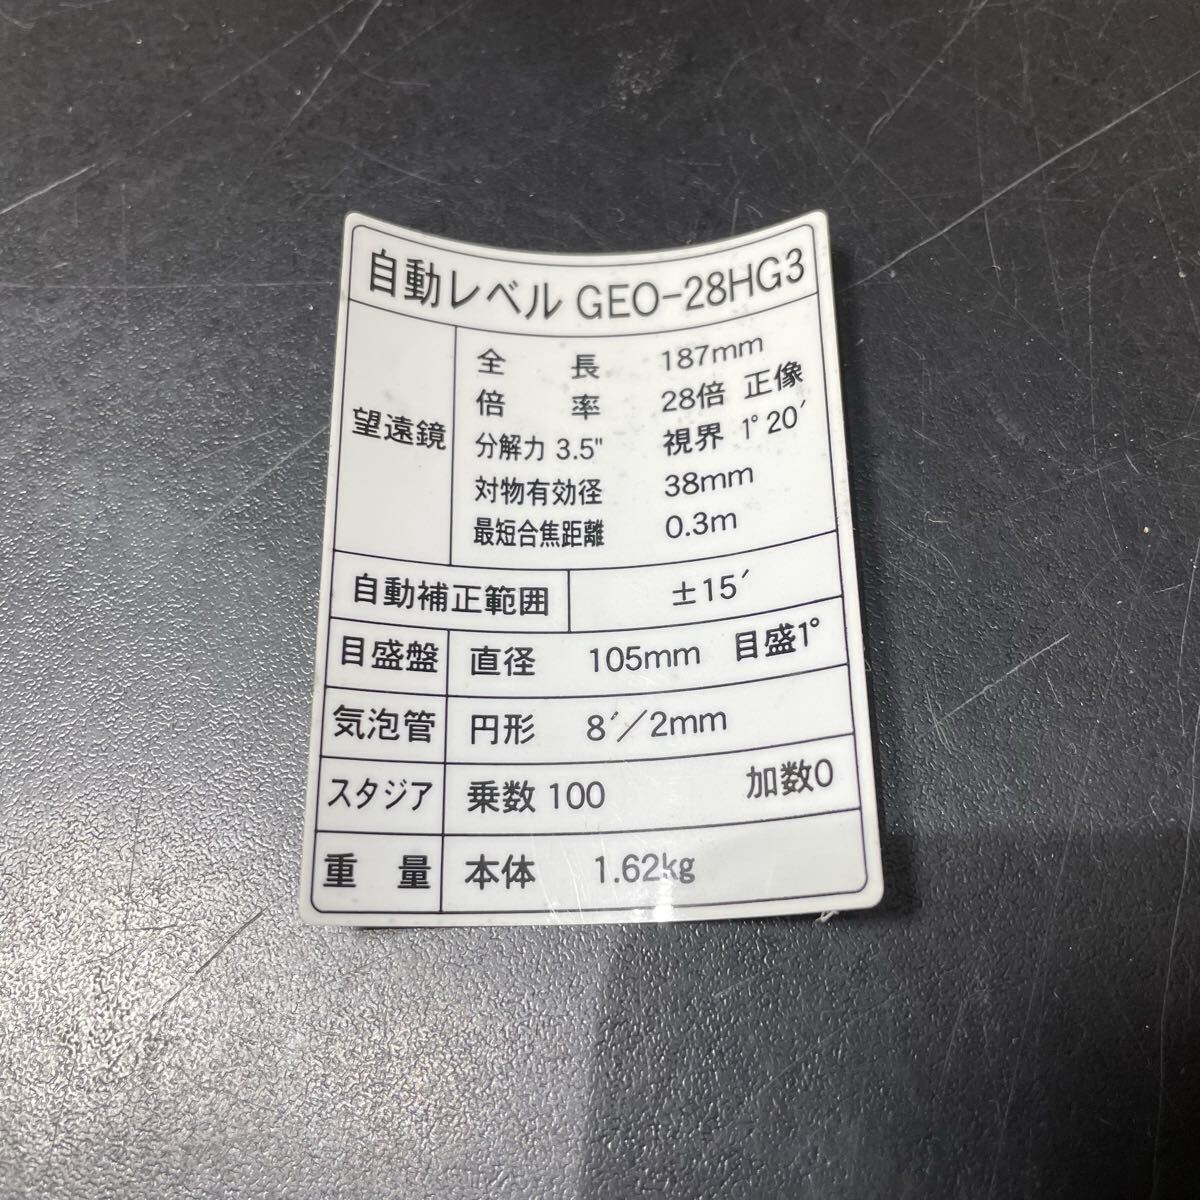 自動レベル GEO-28HG3
望遠鏡
全長 187mm
倍率 28倍 正像
分解力 3.5" 視界 1°20′
対物有効径 38mm
最短合焦距離 0.3m
自動補正範囲 ±15′
目盛盤 直径 105mm 目盛1°
気泡管 円形 8′／2mm
スタジア 乗数 100 加数0
重量 本体 1.62kg